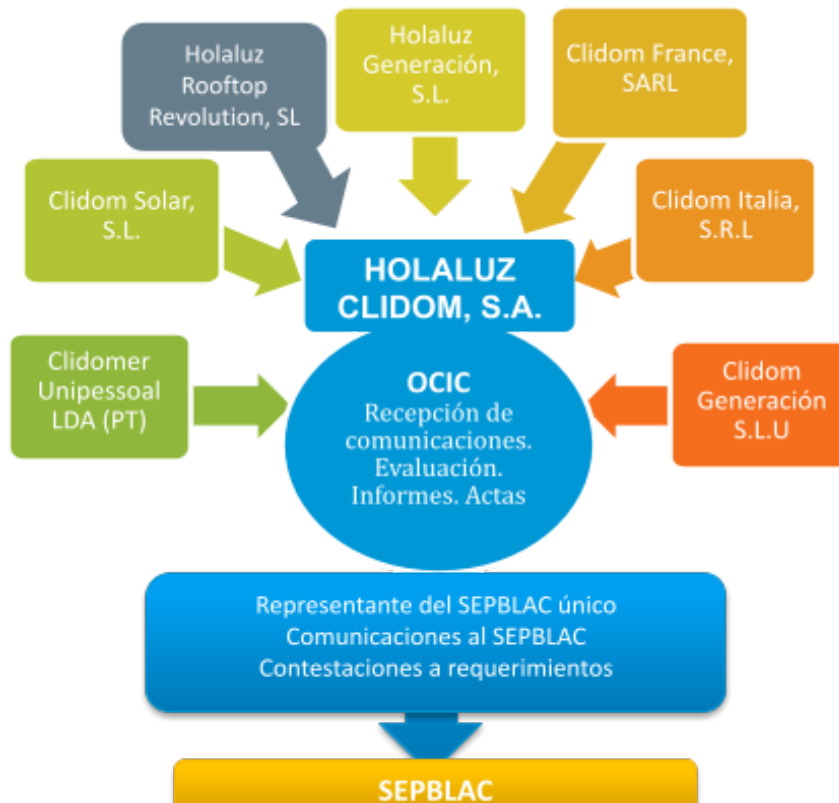 Holaluz
Rooftop
Revolution, SL
Holaluz
Generación,
S.L.
Clidom France,
SARL
Clidom Solar,
S.L.
Clidom Italia,
S.R.L
HOLALUZ
CLIDOM, S.A.
Clidomer
Unipessoal
LDA (PT)
OCIC
Recepción de
comunicaciones.
Evaluación.
Informes. Actas
Clidom
Generación
S.L.U
Representante del SEPBLAC único
Comunicaciones al SEPBLAC
Contestaciones a requerimientos
SEPBLAC